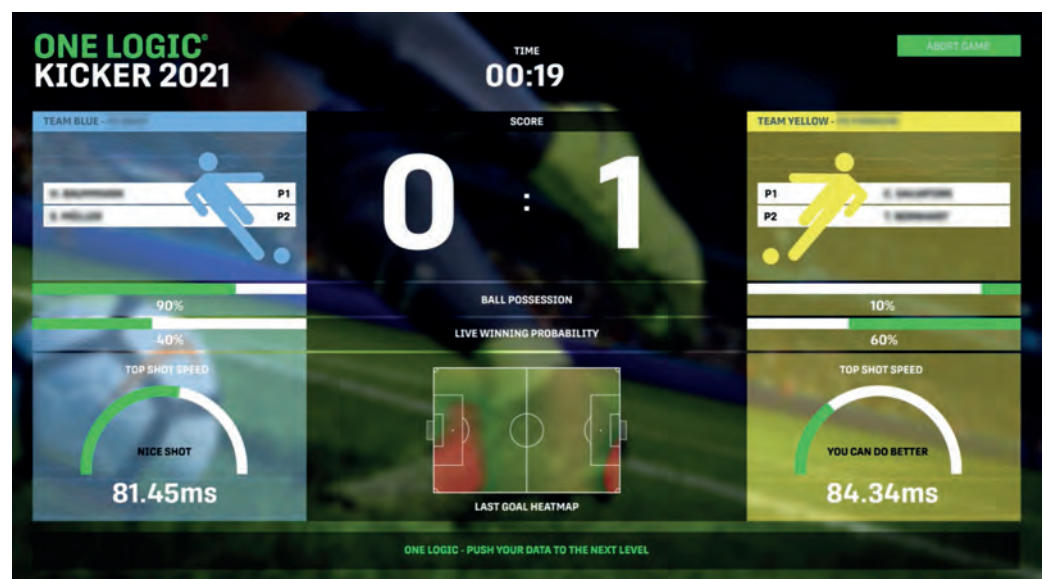 ONE LOGIC®
KICKER 2021
TIME
00:19
ABORT GAME
TEAM BLUE -
SCORE
TEAM YELLOW -
0 : 1
P1
P2
P1
P2
BALL POSSESSION
90%
10%
LIVE WINNING PROBABILITY
40%
60%
TOP SHOT SPEED
NICE SHOT
81.45ms
LAST GOAL HEATMAP
TOP SHOT SPEED
YOU CAN DO BETTER
84.34ms
ONE LOGIC - PUSH YOUR DATA TO THE NEXT LEVEL